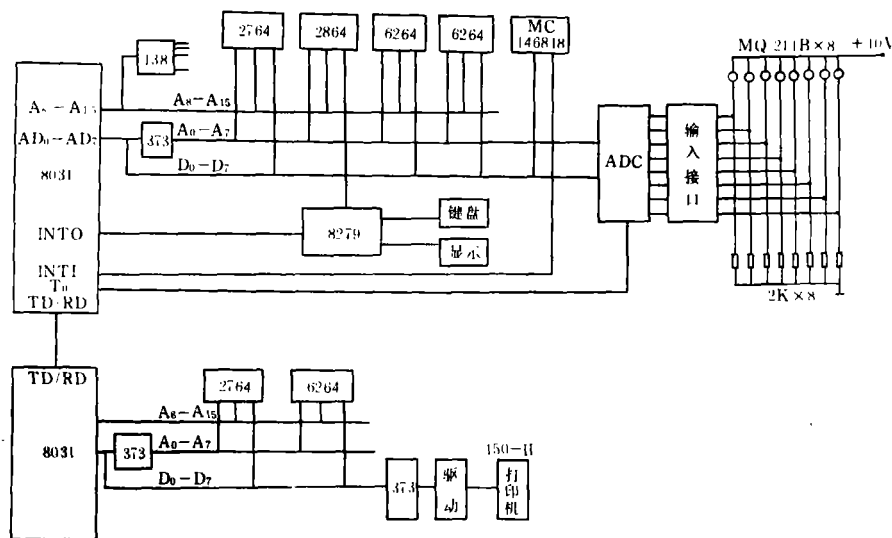 2764
2864
6264
6264
MC
146818
138
MQ 211B×8 +10V
A8-A15
A8-A15
AD0-AD7
373
A0-A7
D0-D7
8031
ADC
输入接口
8279
键盘
显示
INT0
INT1
T0
TD·RD
2K×8
TD/RD
2764
6264
A8-A15
8031
373
A0-A7
D0-D7
373
驱动
150-H
打印机